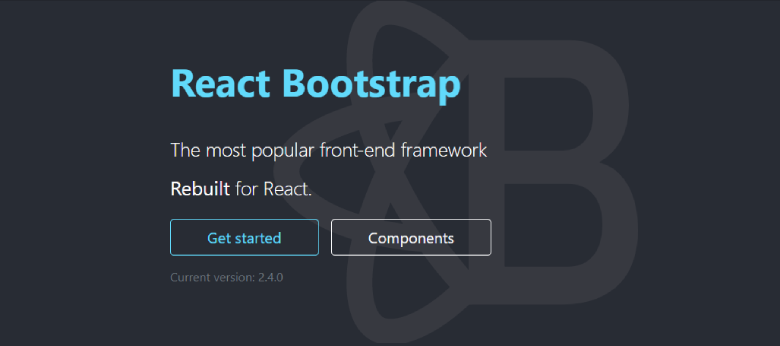 React Bootstrap
The most popular front-end framework
Rebuilt for React.
Get started Components
Current version: 2.4.0